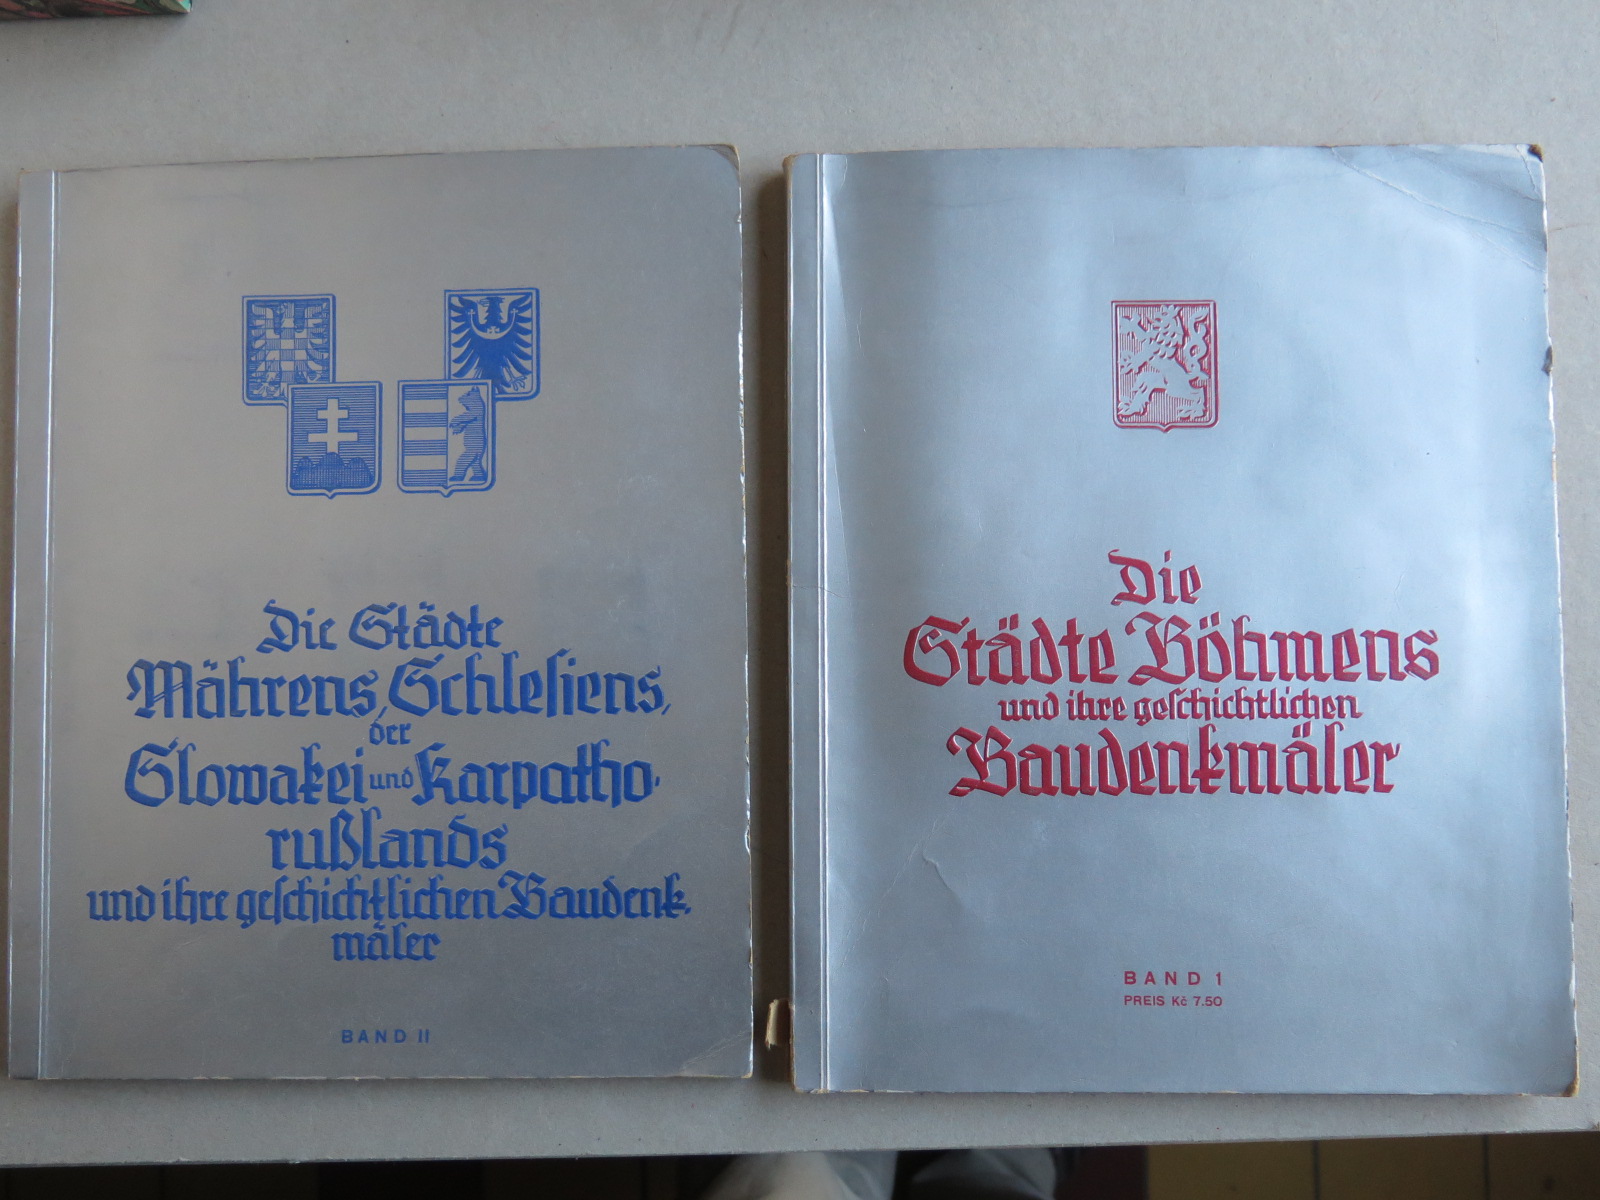 Die Städte
Mährens, Schlesiens,
der
Slowakei und Karpatho-
rußlands
und ihre geschichtlichen Baudenk-
mäler
BAND II
Die
Städte Böhmens
und ihre geschichtlichen
Baudenkmäler
BAND 1
PREIS Kč 7.50